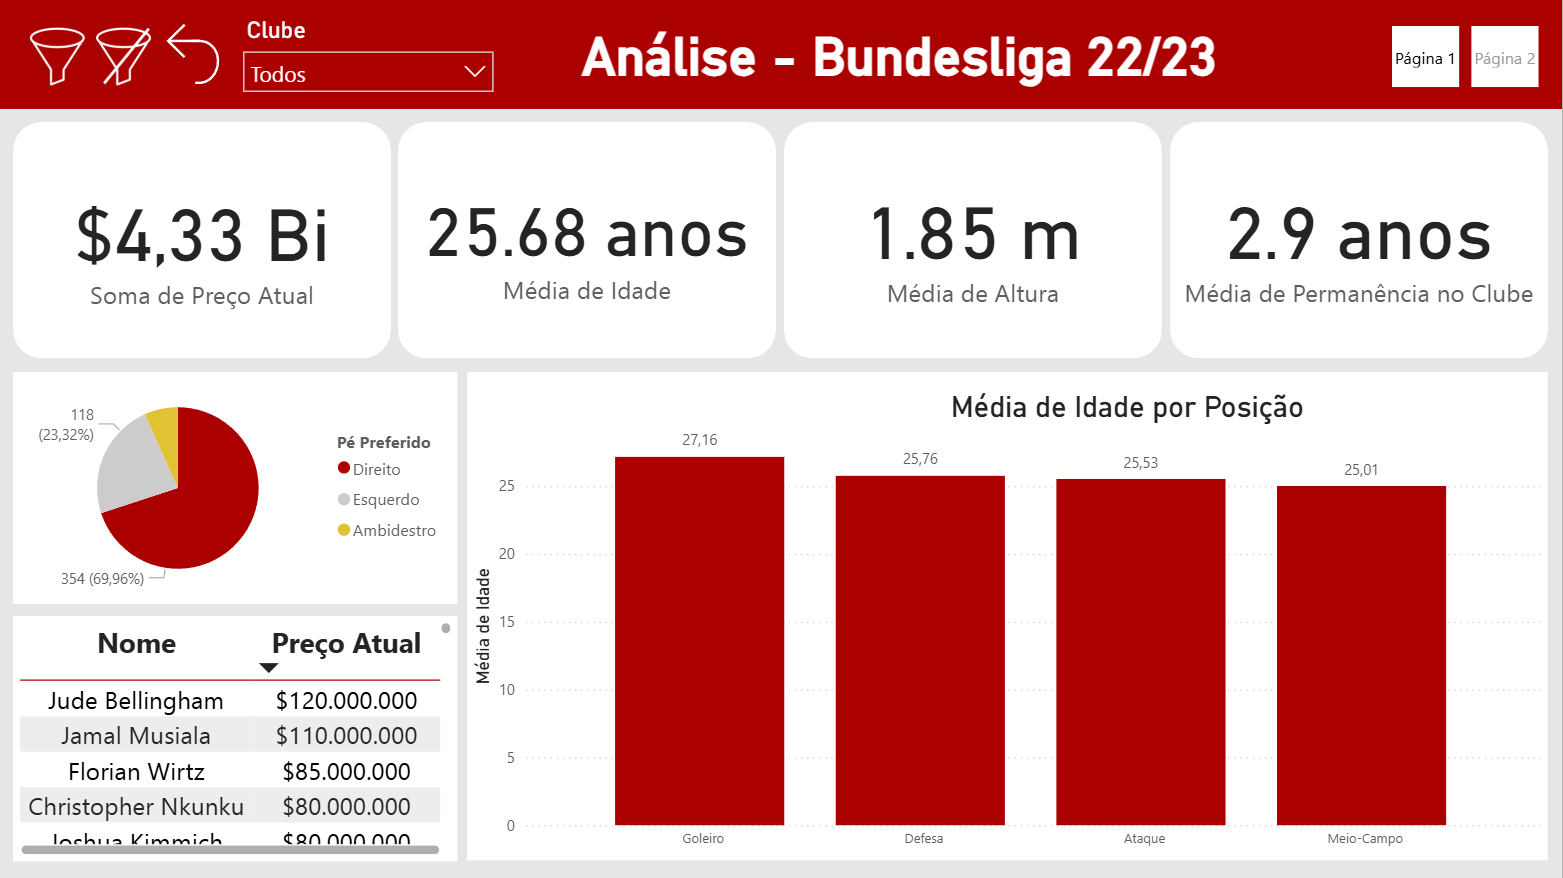 Clube
Todos
Análise - Bundesliga 22/23
Página 1
Página 2
$4,33 Bi
Soma de Preço Atual
25.68 anos
Média de Idade
1.85 m
Média de Altura
2.9 anos
Média de Permanência no Clube
118
(23,32%)
354 (69,96%)
Pé Preferido
Direito
Esquerdo
Ambidestro
Nome Preço Atual
Jude Bellingham $120.000.000
Jamal Musiala $110.000.000
Florian Wirtz $85.000.000
Christopher Nkunku $80.000.000
Joshua Kimmich $80.000.000
Média de Idade por Posição
Média de Idade
25
20
15
10
5
0
27,16
25,76
25,53
25,01
Goleiro
Defesa
Ataque
Meio-Campo